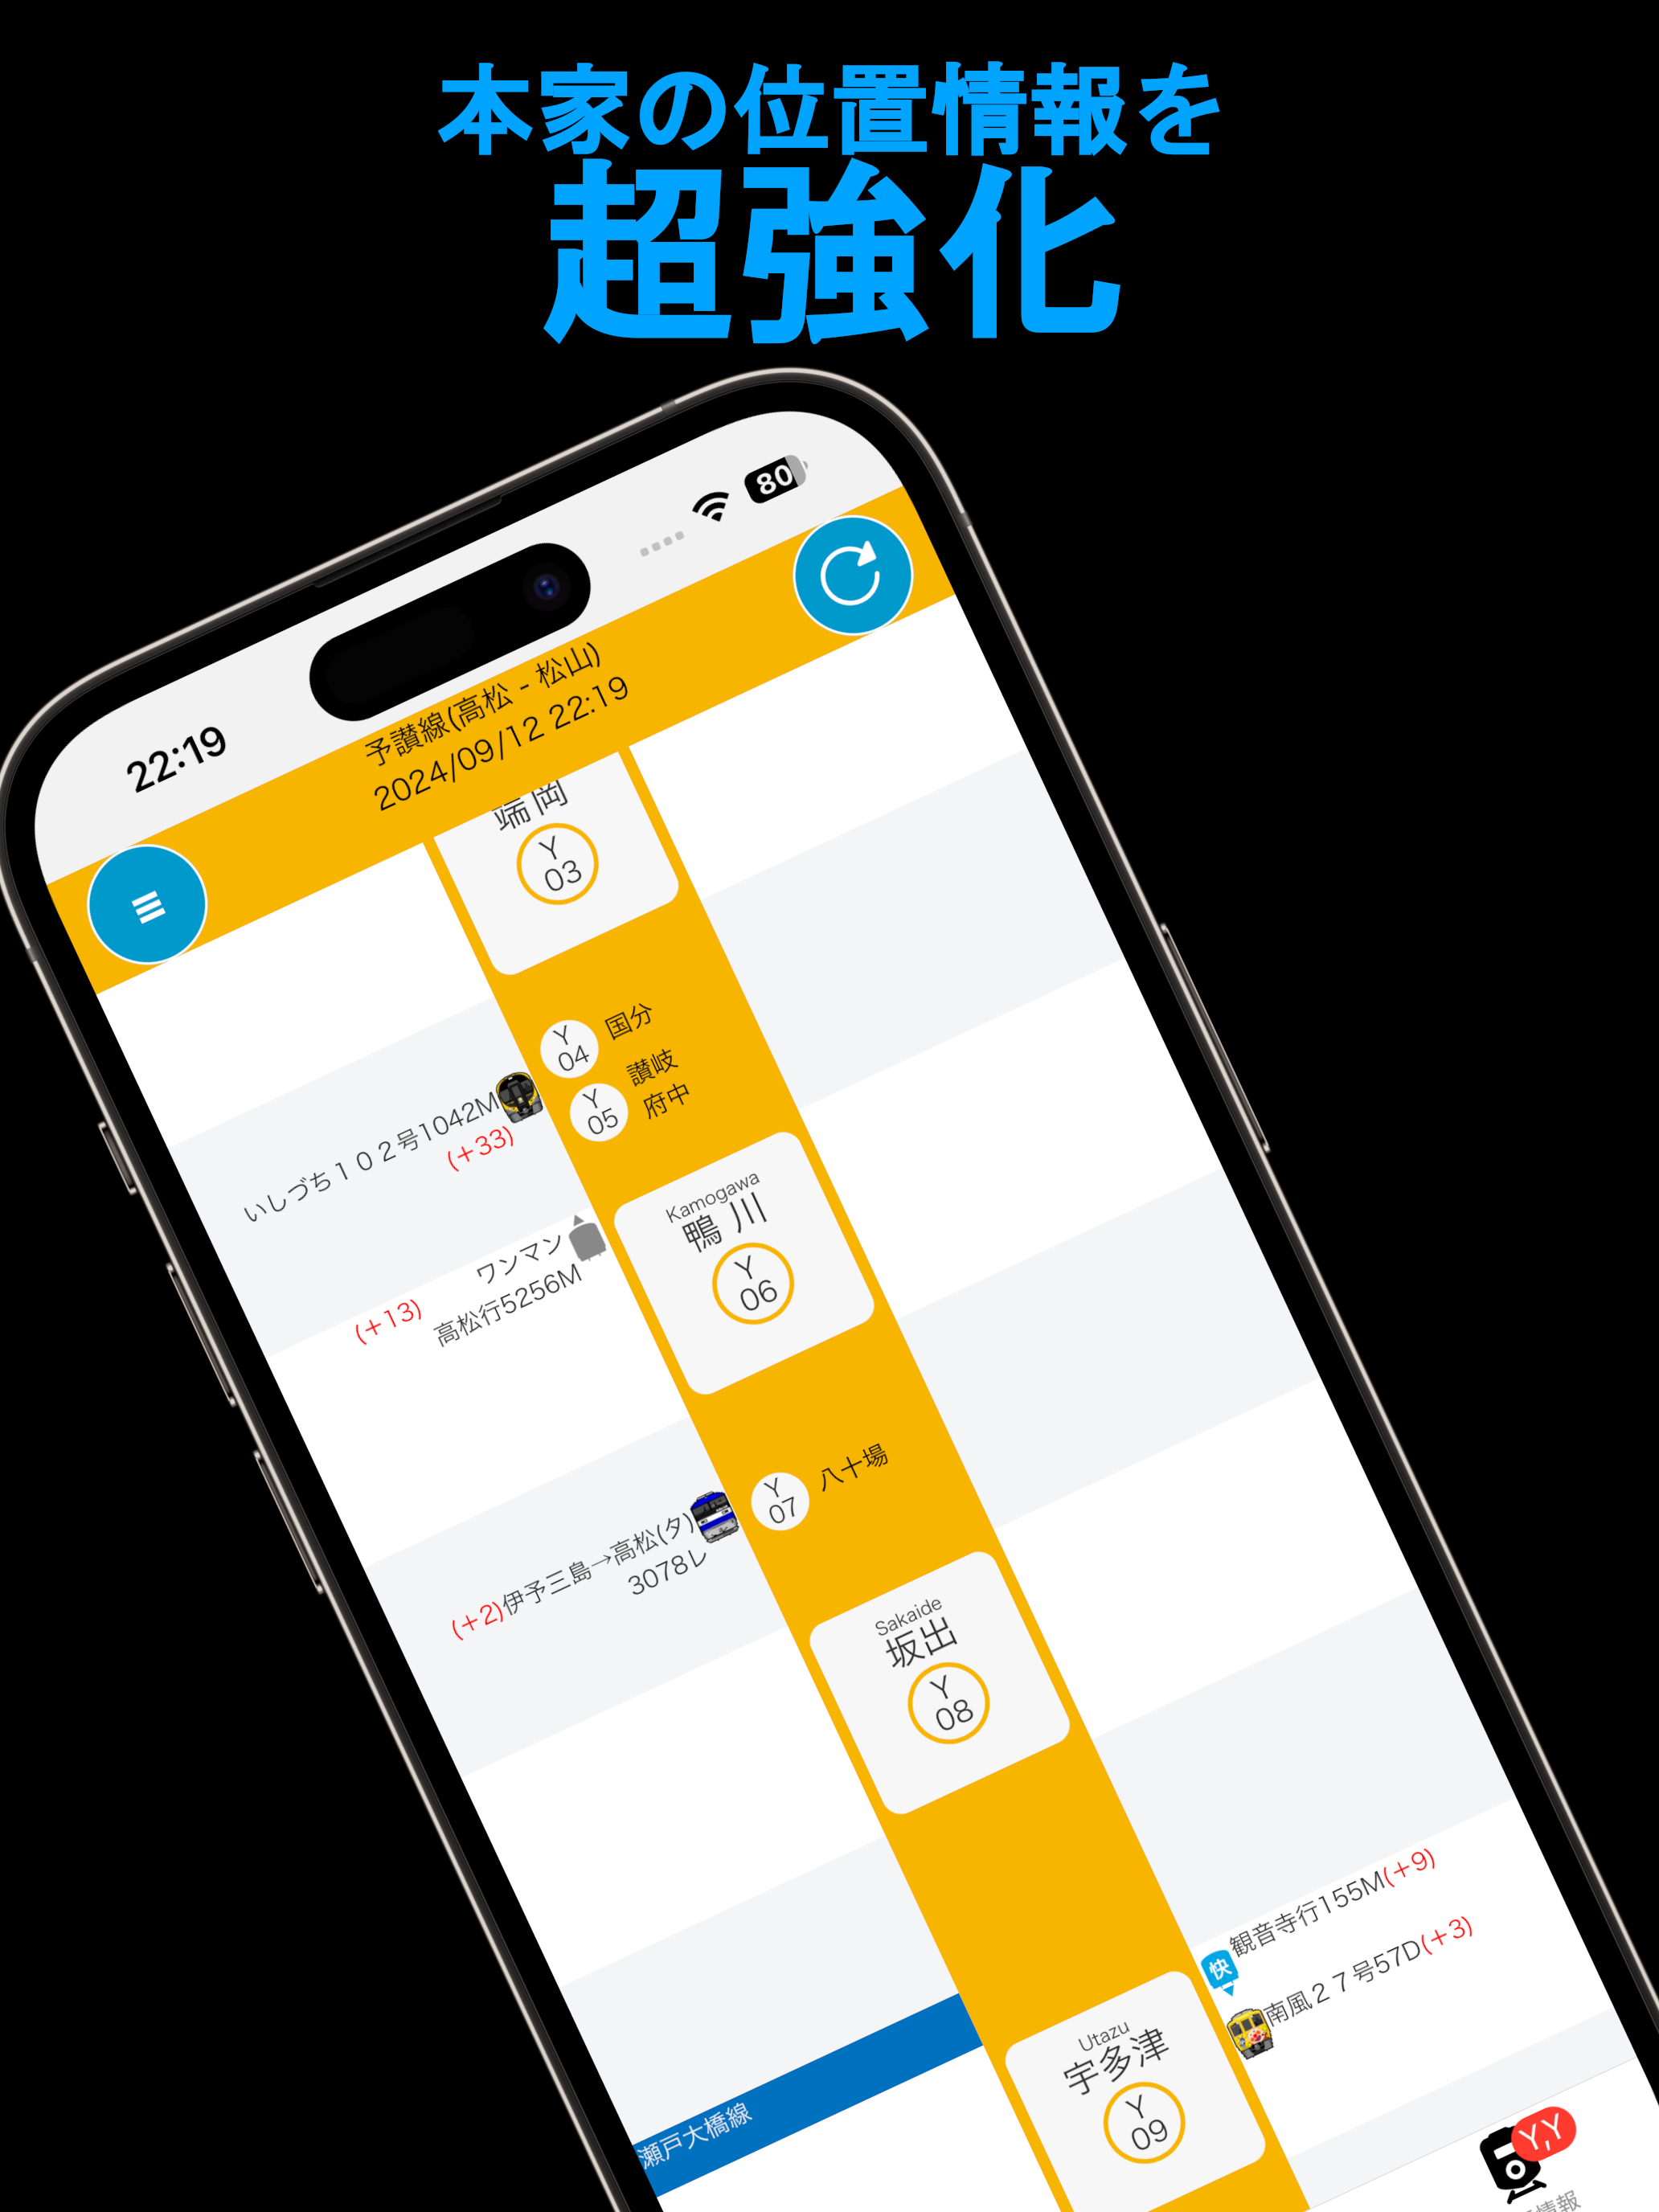 本家の位置情報を
超強化
80
22:19
予讃線(高松 - 松山)
2024/09/12 22:19
端岡
Y
03
Y
04
国分
Y
05
讃岐
府中
いしづち１０２号1042M
(+33)
Kamogawa
鴨川
Y
06
ワンマン
高松行5256M
(+13)
Y
07
八十場
(+2)伊予三島→高松(タ)
3078レ
Sakaide
坂出
Y
08
快
観音寺行155M(+9)
南風２７号57D(+3)
Utazu
宇多津
Y
09
瀬戸大橋線
Y,Y
情報